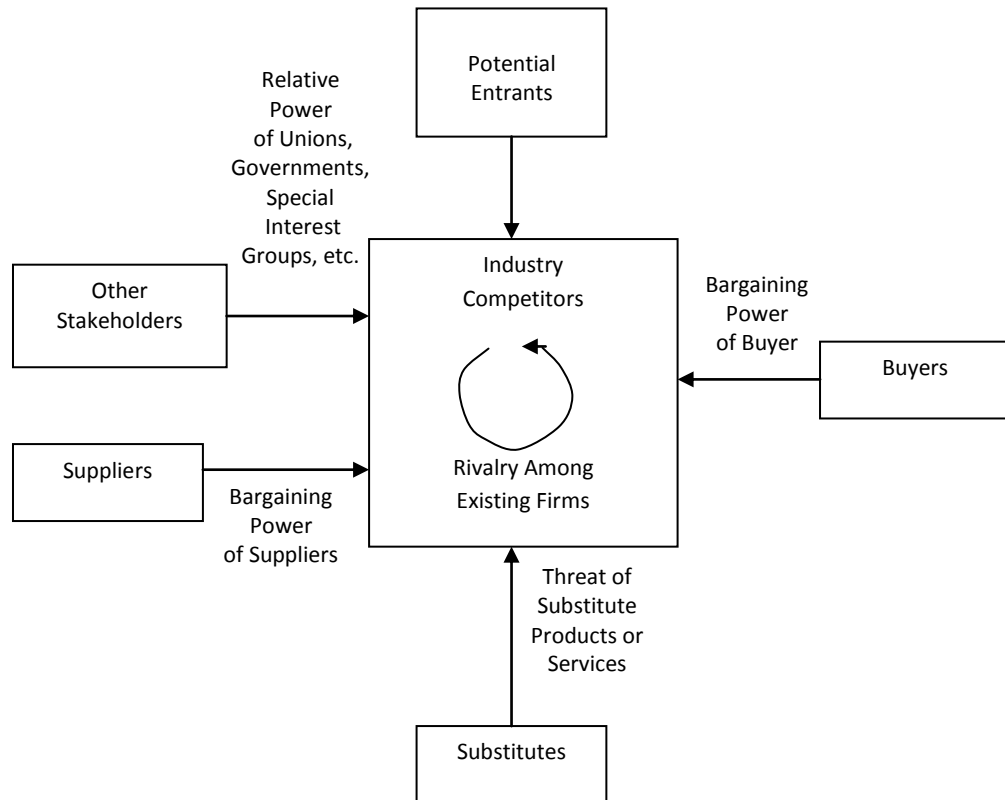 Potential
Entrants
Relative
Power
of Unions,
Governments,
Special
Interest
Groups, etc.
Other
Stakeholders
Industry
Competitors
Bargaining
Power
of Buyer
Buyers
Suppliers
Bargaining
Power
of Suppliers
Rivalry Among
Existing Firms
Threat of
Substitute
Products or
Services
Substitutes